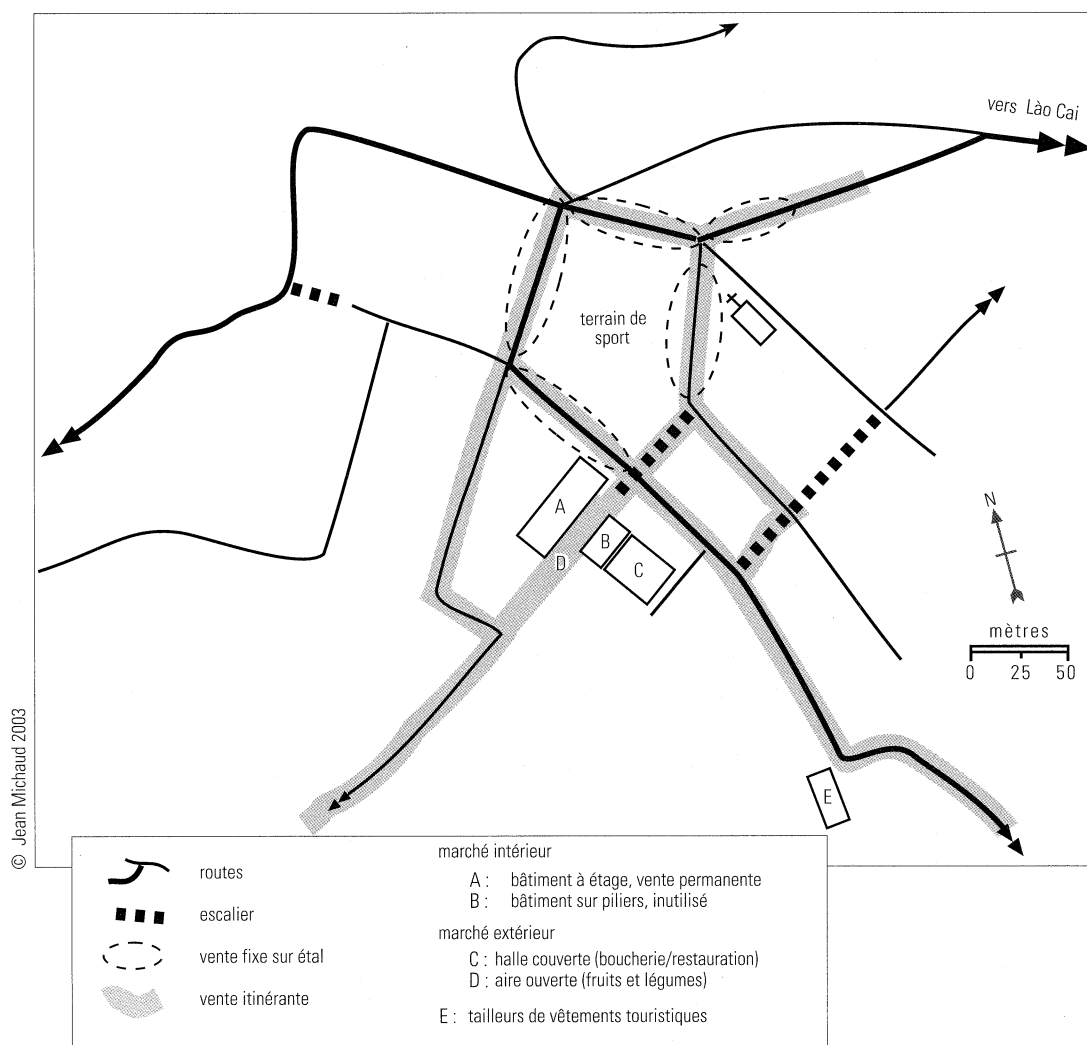 vers Lào Cai
terrain de
sport
A
B
D
C
N
mètres
0 25 50
E
© Jean Michaud 2003
routes
escalier
vente fixe sur étal
vente itinérante
marché intérieur
A : bâtiment à étage, vente permanente
B : bâtiment sur piliers, inutilisé
marché extérieur
C : halle couverte (boucherie/restauration)
D : aire ouverte (fruits et légumes)
E : tailleurs de vêtements touristiques